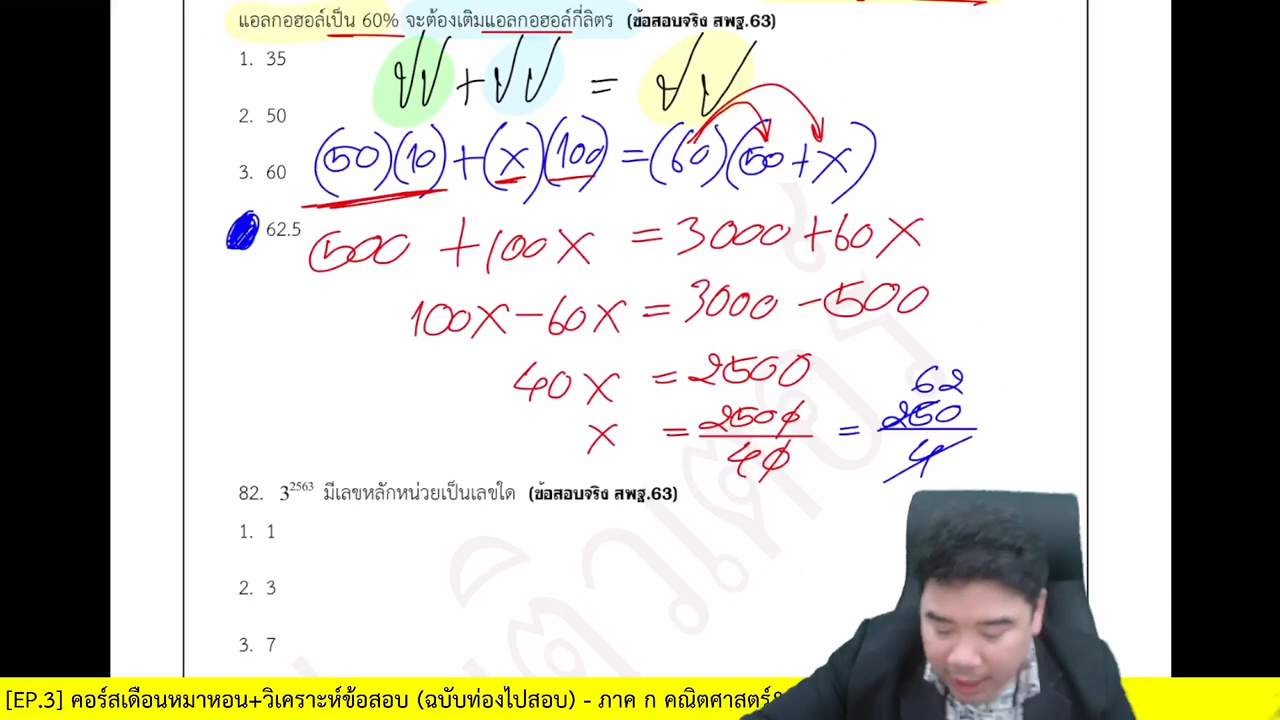 แอลกอฮอล์เป็น 60% จะต้องเติมแอลกอฮอล์กี่ลิตร (ข้อสอบจริง สพฐ.63)
1. 35
ปV + ปV = ปV
2. 50
(50)(10) + (x)(100) = (60)(50+x)
3. 60
62.5
500 + 100x = 3000 + 60x
100x - 60x = 3000 - 500
40x = 2500
x = 2500/40 = 250/4
62
82. 3^2563 มีเลขหลักหน่วยเป็นเลขใด (ข้อสอบจริง สพฐ.63)
1. 1
2. 3
3. 7
[EP.3] คอร์สเดือนหมาหอน+วิเคราะห์ข้อสอบ (ฉบับท่องไปสอบ) - ภาค ก คณิตศาสตร์